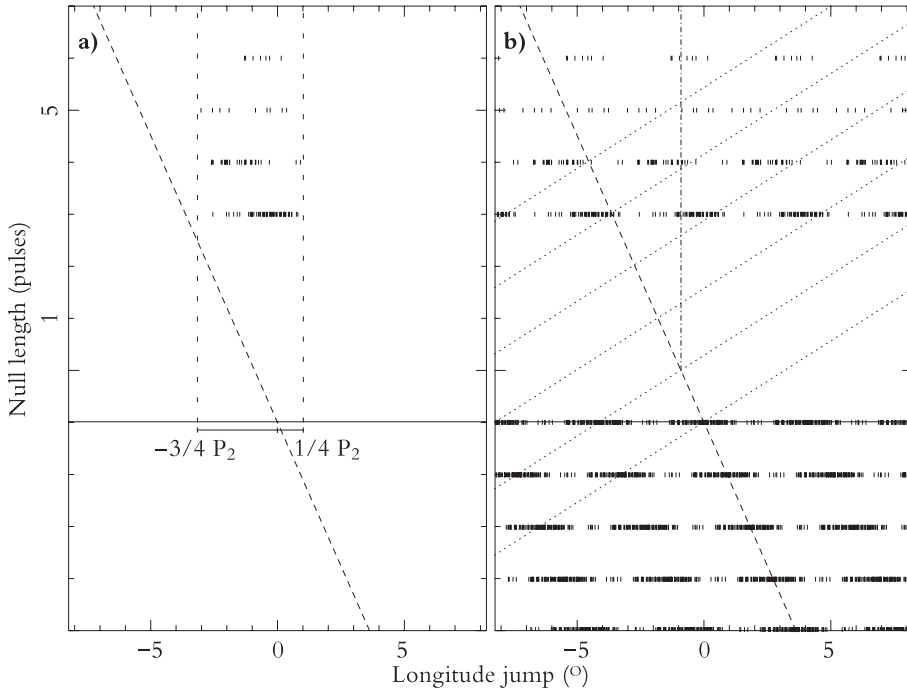 a)
b)
5
1
Null length (pulses)
−3/4 P2
1/4 P2
−5
0
5
−5
0
5
Longitude jump (°)